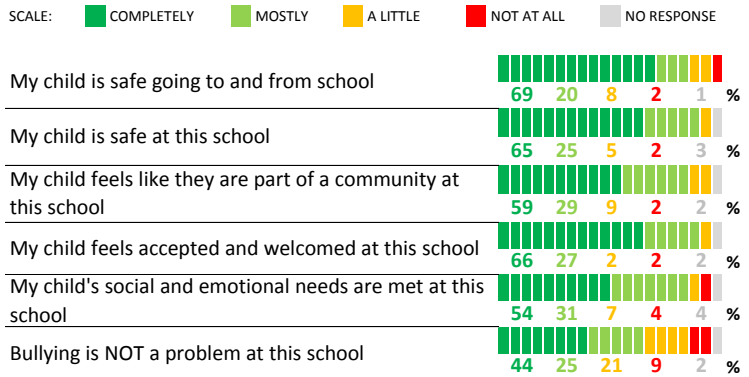 SCALE: COMPLETELY MOSTLY A LITTLE NOT AT ALL NO RESPONSE
My child is safe going to and from school
69 20 8 2 1 %
My child is safe at this school
65 25 5 2 3 %
My child feels like they are part of a community at
this school
59 29 9 2 2 %
My child feels accepted and welcomed at this school
66 27 2 2 2 %
My child's social and emotional needs are met at this
school
54 31 7 4 4 %
Bullying is NOT a problem at this school
44 25 21 9 2 %